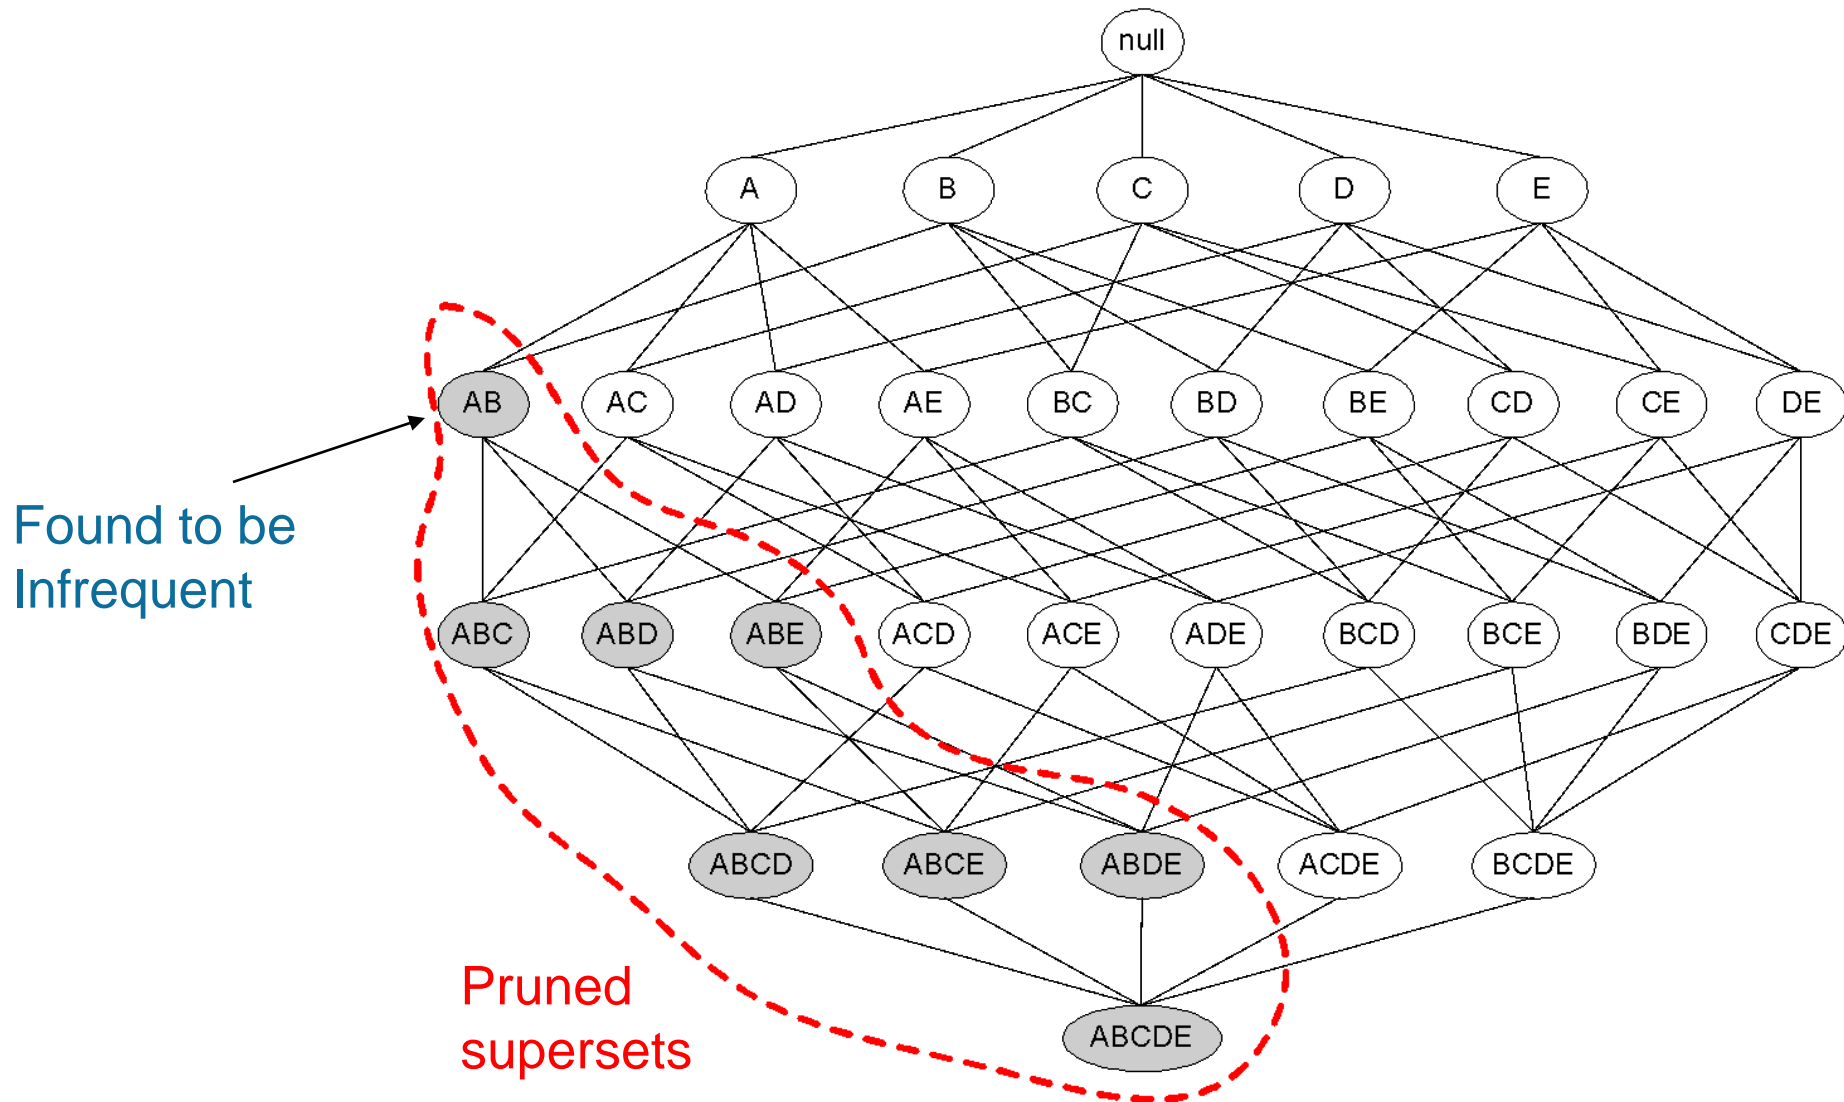 null
A B C D E
AB AC AD AE BC BD BE CD CE DE
Found to be
Infrequent
ABC ABD ABE ACD ACE ADE BCD BCE BDE CDE
ABCD ABCE ABDE ACDE BCDE
Pruned
supersets
ABCDE